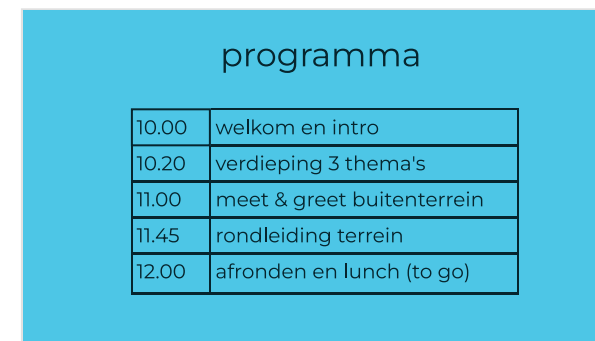 programma
10.00 welkom en intro
10.20 verdieping 3 thema's
11.00 meet & greet buitenterrein
11.45 rondleiding terrein
12.00 afronden en lunch (to go)